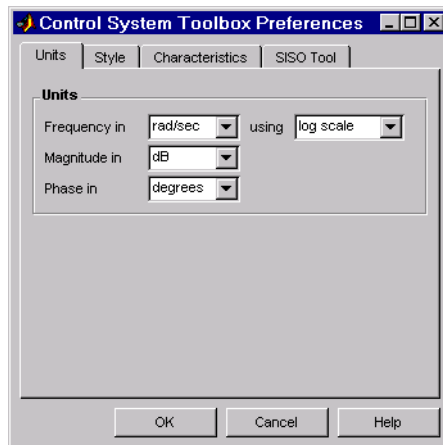 Control System Toolbox Preferences
Units Style Characteristics SISO Tool
Units
Frequency in rad/sec using log scale
Magnitude in dB
Phase in degrees
OK Cancel Help